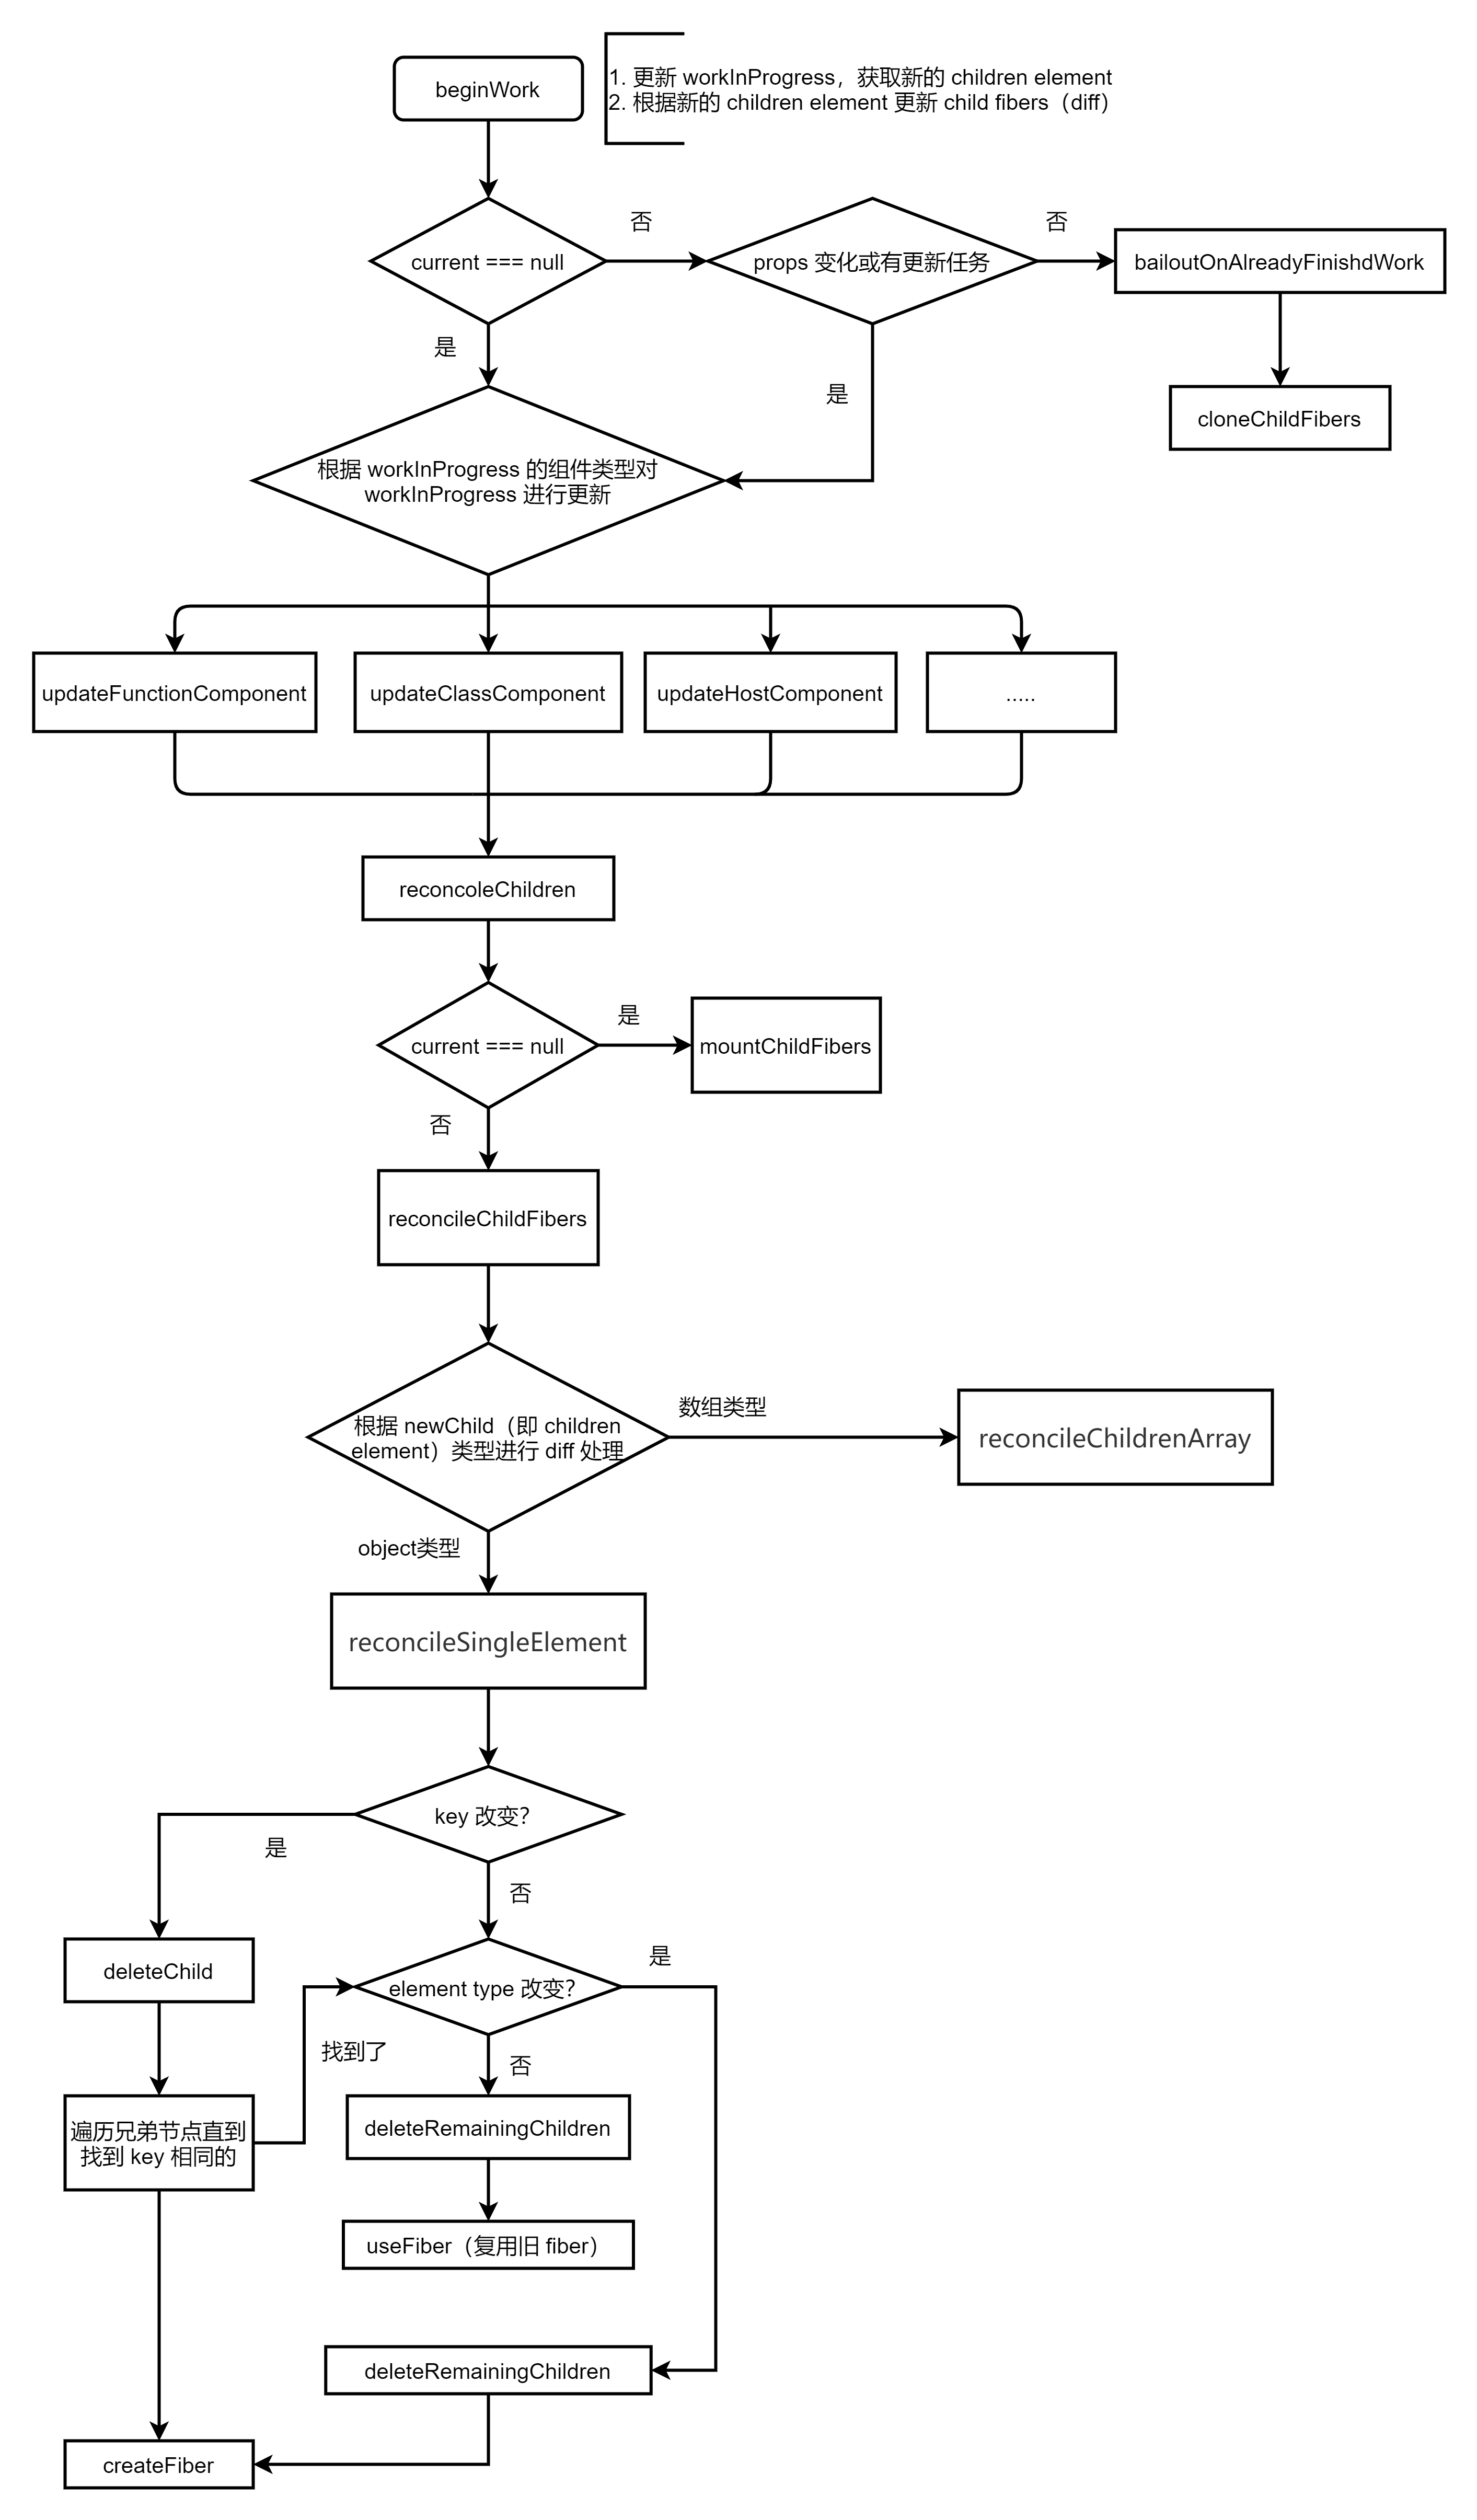 beginWork
1. 更新 workInProgress，获取新的 children element
2. 根据新的 children element 更新 child fibers（diff）
current === null
否
props 变化或有更新任务
否
bailoutOnAlreadyFinishdWork
是
是
cloneChildFibers
根据 workInProgress 的组件类型对
workInProgress 进行更新
updateFunctionComponent
updateClassComponent
updateHostComponent
.....
reconcoleChildren
current === null
是
mountChildFibers
否
reconcileChildFibers
根据 newChild（即 children
element）类型进行 diff 处理
数组类型
reconcileChildrenArray
object类型
reconcileSingleElement
key 改变?
是
否
deleteChild
element type 改变?
是
找到了
否
遍历兄弟节点直到
找到 key 相同的
deleteRemainingChildren
useFiber（复用旧 fiber）
deleteRemainingChildren
createFiber